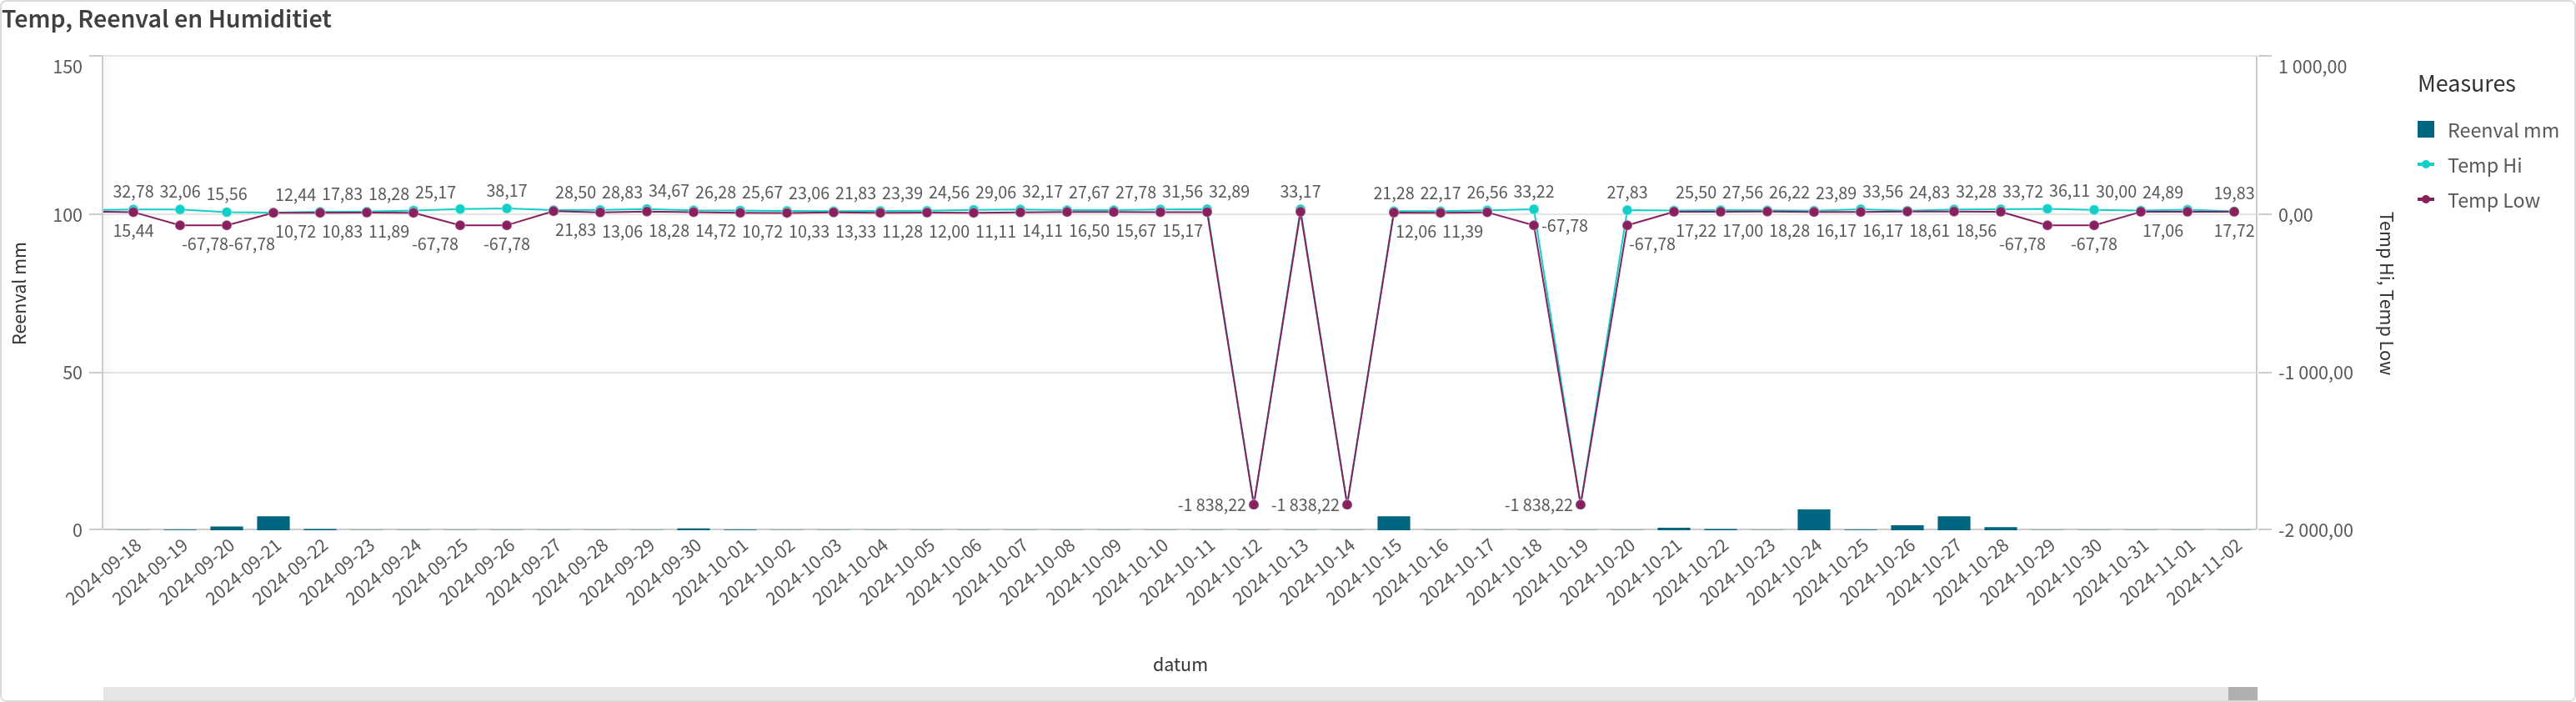 Temp, Reenval en Humiditiet
150
100
50
0
Reenval mm
32,78 32,06 15,56 12,44 17,83 18,28 25,17 38,17 28,50 28,83 34,67 26,28 25,67 23,06 21,83 23,39 24,56 29,06 32,17 27,67 27,78 31,56 32,89 33,17 21,28 22,17 26,56 33,22 27,83 25,50 27,56 26,22 23,89 33,56 24,83 32,28 33,72 36,11 30,00 24,89 19,83
15,44 -67,78 -67,78 10,72 10,83 11,89 -67,78 -67,78 21,83 13,06 18,28 14,72 10,72 10,33 13,33 11,28 12,00 11,11 14,11 16,50 15,67 15,17 12,06 11,39 -67,78 -67,78 17,22 17,00 18,28 16,17 16,17 18,61 18,56 -67,78 -67,78 17,06 17,72
-1 838,22 -1 838,22 -1 838,22
1 000,00
0,00
-1 000,00
-2 000,00
Temp Hi, Temp Low
2024-09-18 2024-09-19 2024-09-20 2024-09-21 2024-09-22 2024-09-23 2024-09-24 2024-09-25 2024-09-26 2024-09-27 2024-09-28 2024-09-29 2024-09-30 2024-10-01 2024-10-02 2024-10-03 2024-10-04 2024-10-05 2024-10-06 2024-10-07 2024-10-08 2024-10-09 2024-10-10 2024-10-11 2024-10-12 2024-10-13 2024-10-14 2024-10-15 2024-10-16 2024-10-17 2024-10-18 2024-10-19 2024-10-20 2024-10-21 2024-10-22 2024-10-23 2024-10-24 2024-10-25 2024-10-26 2024-10-27 2024-10-28 2024-10-29 2024-10-30 2024-10-31 2024-11-01 2024-11-02
datum
Measures
Reenval mm
Temp Hi
Temp Low